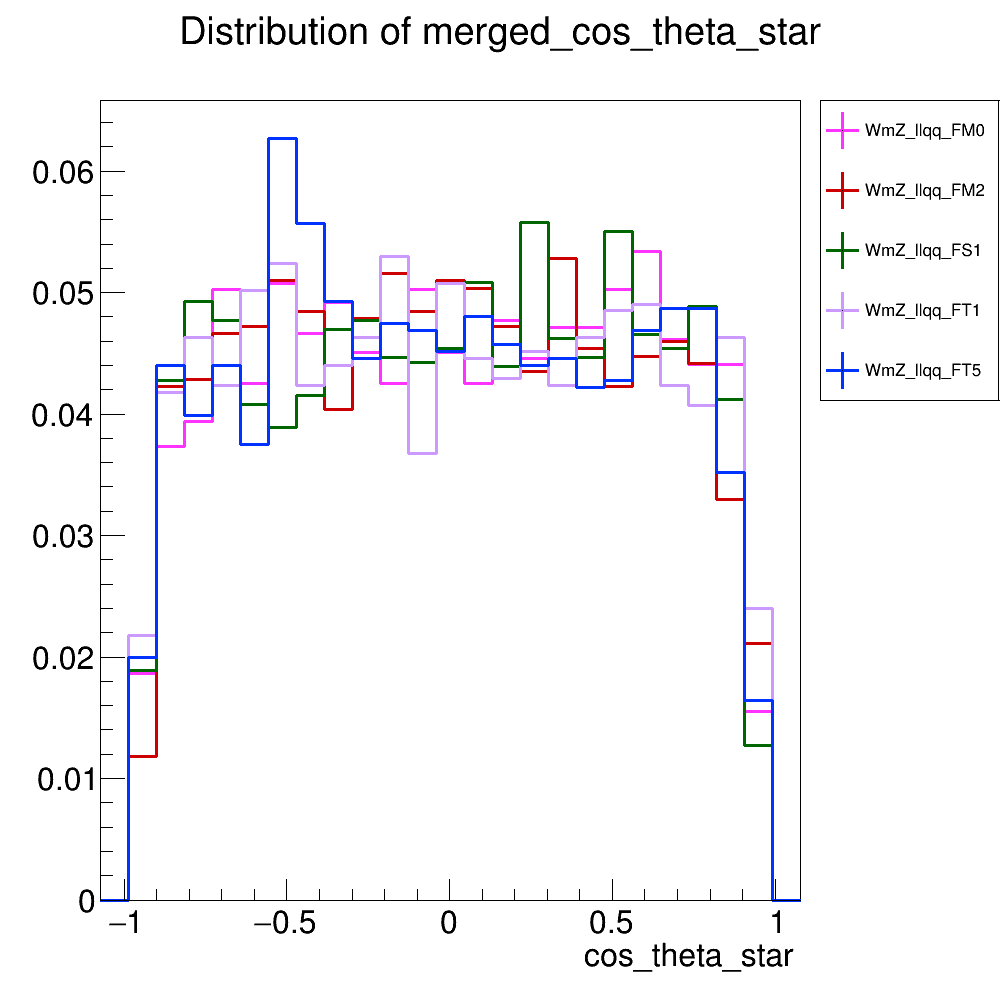 Distribution of merged_cos_theta_star
WmZ_llqq_FM0
WmZ_llqq_FM2
WmZ_llqq_FS1
WmZ_llqq_FT1
WmZ_llqq_FT5
0.06
0.05
0.04
0.03
0.02
0.01
0
−1 −0.5 0 0.5 1
cos_theta_star